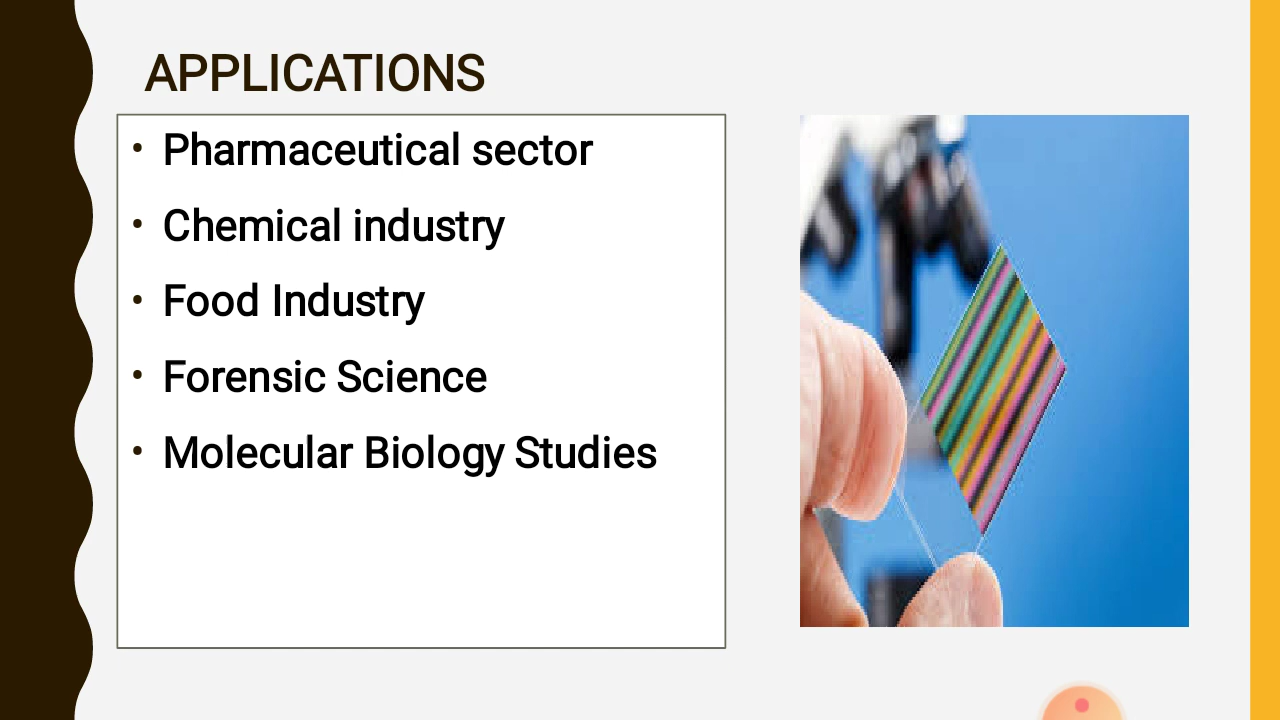 APPLICATIONS
• Pharmaceutical sector
• Chemical industry
• Food Industry
• Forensic Science
• Molecular Biology Studies